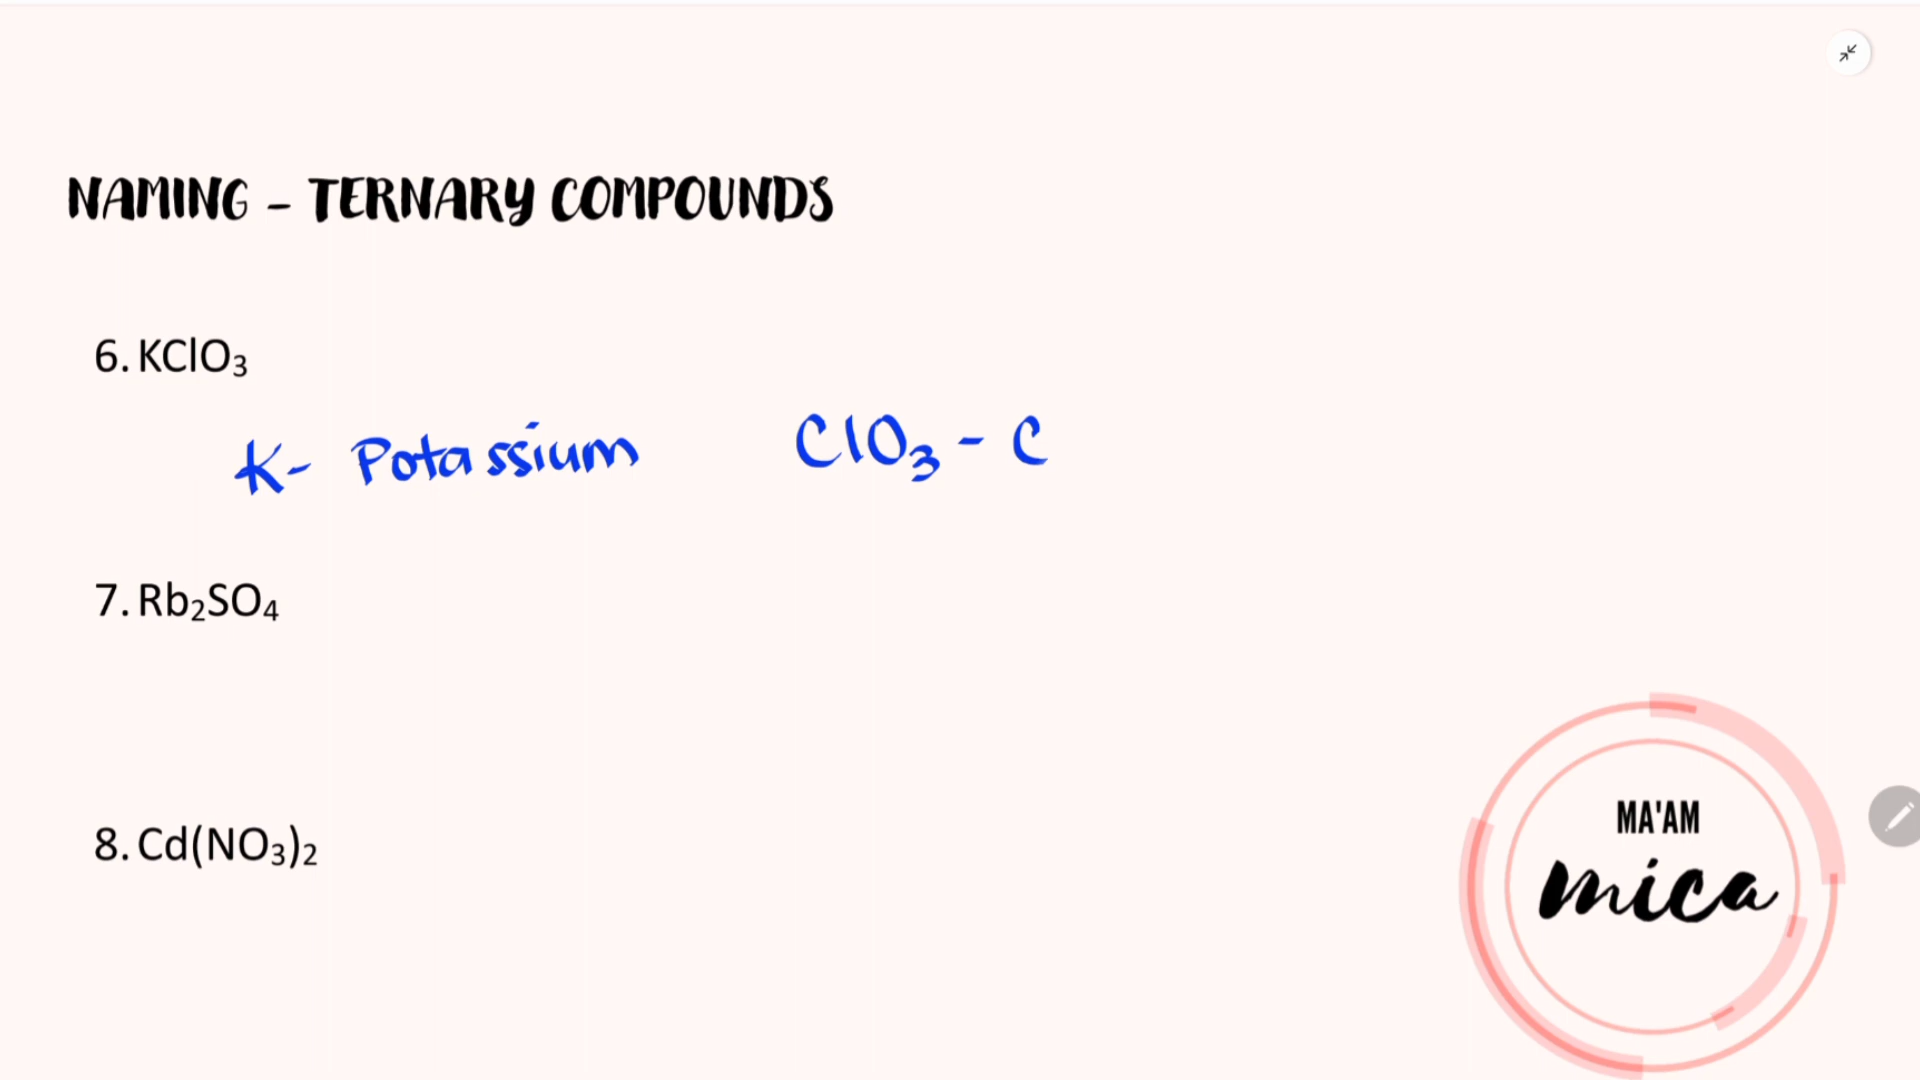 NAMING - TERNARY COMPOUNDS
6. KClO₃
K- Potassium ClO₃ - C
7. Rb₂SO₄
8. Cd(NO₃)₂
MA'AM
mica